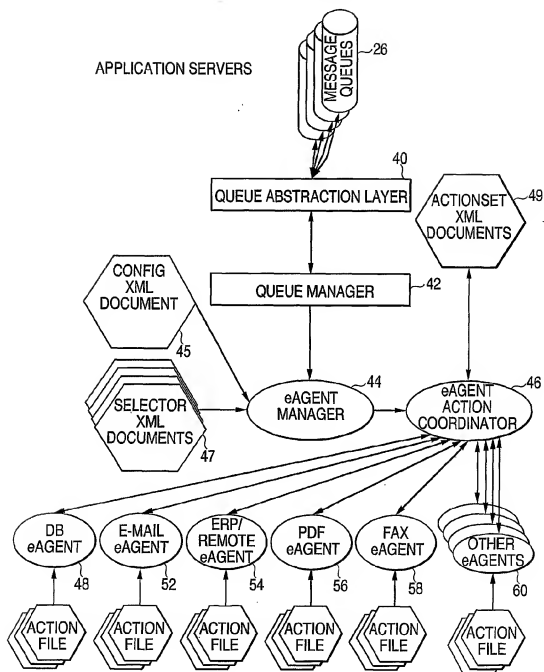 APPLICATION SERVERS
26
MESSAGE
QUEUES
40
QUEUE ABSTRACTION LAYER
49
ACTIONSET
XML
DOCUMENTS
CONFIG
XML
DOCUMENT
45
QUEUE MANAGER
42
44
eAGENT
MANAGER
46
eAGENT
ACTION
COORDINATOR
SELECTOR
XML
DOCUMENTS
47
DB
eAGENT
48
E-MAIL
eAGENT
52
ERP/
REMOTE
eAGENT
54
PDF
eAGENT
56
FAX
eAGENT
58
OTHER
eAGENTS
60
ACTION
FILE
ACTION
FILE
ACTION
FILE
ACTION
FILE
ACTION
FILE
ACTION
FILE